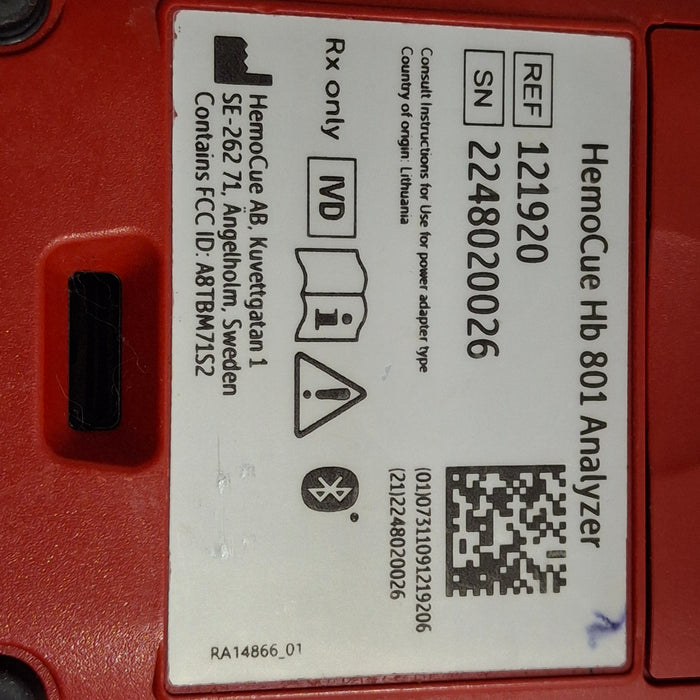 HemoCue Hb 801 Analyzer
REF 121920
SN 2248020026
Consult Instructions for Use for power adapter type
Country of origin: Lithuania
(01)07311091219206
(21)2248020026
Rx only IVD
HemoCue AB, Kuvettgatan 1
SE-262 71, Ängelholm, Sweden
Contains FCC ID: A8TBM71S2
RA14866_01